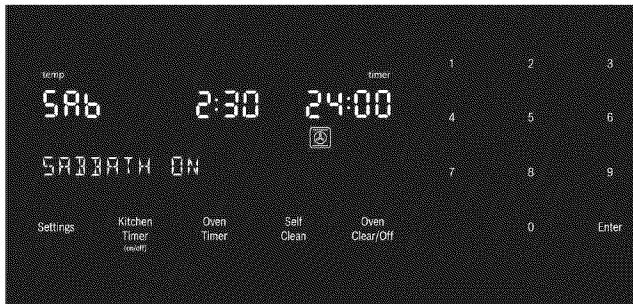 temp
timer
SAb 2:30 24:00
SABBATH ON
Settings
Kitchen
Timer
(on/off)
Oven
Timer
Self
Clean
Oven
Clear/Off
1 2 3
4 5 6
7 8 9
0 Enter